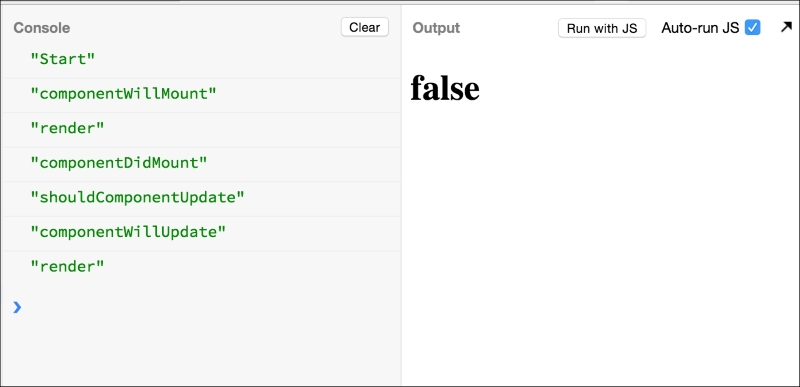 Console
Clear
"Start"
"componentWillMount"
"render"
"componentDidMount"
"shouldComponentUpdate"
"componentWillUpdate"
"render"
Output
Run with JS
Auto-run JS
false